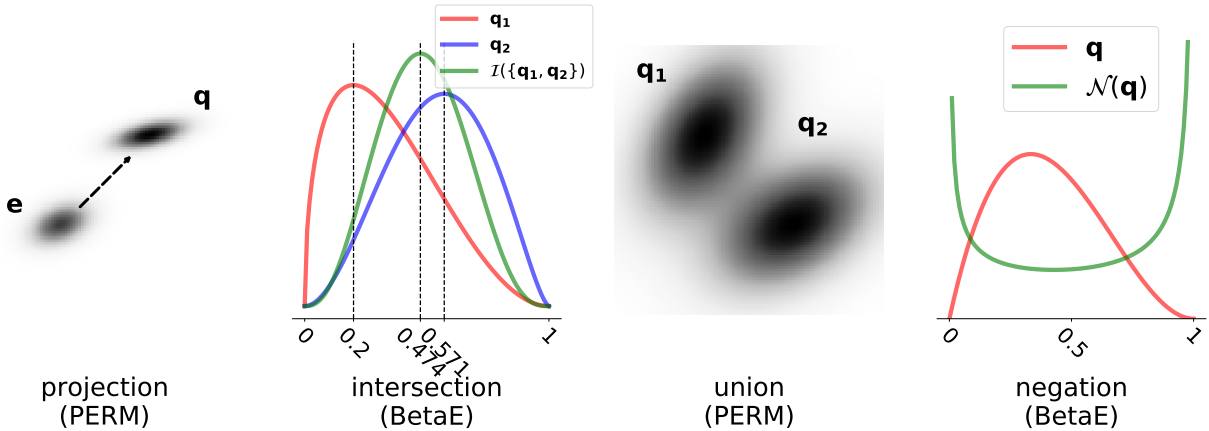 q
e
projection
(PERM)
q₁
q₂
𝓘({q₁, q₂})
0
0.2
0.474
0.571
1
intersection
(BetaE)
q₁
q₂
union
(PERM)
q
𝒩(q)
0
0.5
1
negation
(BetaE)